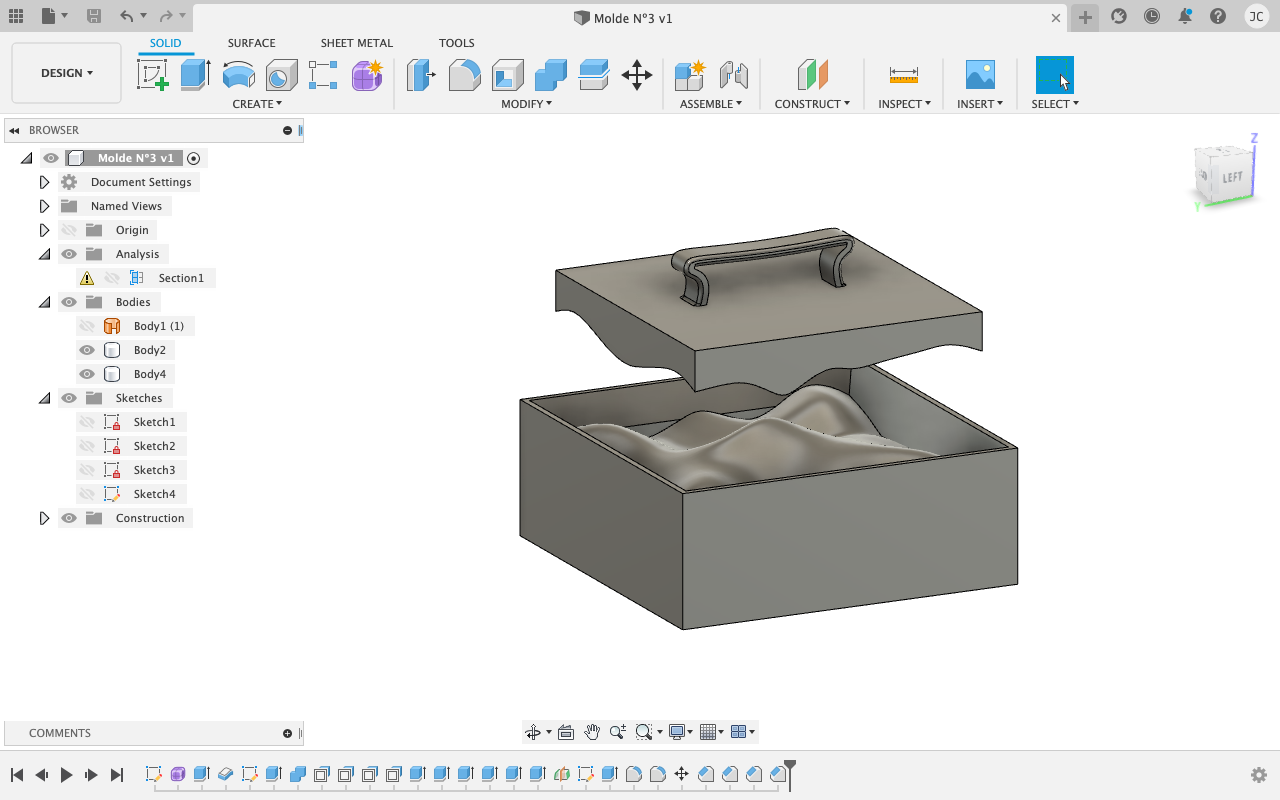 Molde N°3 v1
JC
SOLID SURFACE SHEET METAL TOOLS
DESIGN
CREATE MODIFY ASSEMBLE CONSTRUCT INSPECT INSERT SELECT
BROWSER
Molde N°3 v1
Document Settings
Named Views
Origin
Analysis
Section1
Bodies
Body1 (1)
Body2
Body4
Sketches
Sketch1
Sketch2
Sketch3
Sketch4
Construction
Z
LEFT
Y
COMMENTS